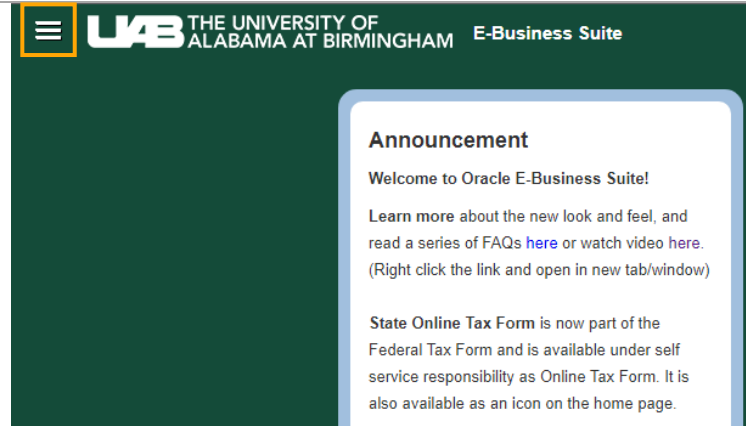 UAB THE UNIVERSITY OF
ALABAMA AT BIRMINGHAM E-Business Suite
Announcement
Welcome to Oracle E-Business Suite!
Learn more about the new look and feel, and
read a series of FAQs here or watch video here.
(Right click the link and open in new tab/window)
State Online Tax Form is now part of the
Federal Tax Form and is available under self
service responsibility as Online Tax Form. It is
also available as an icon on the home page.